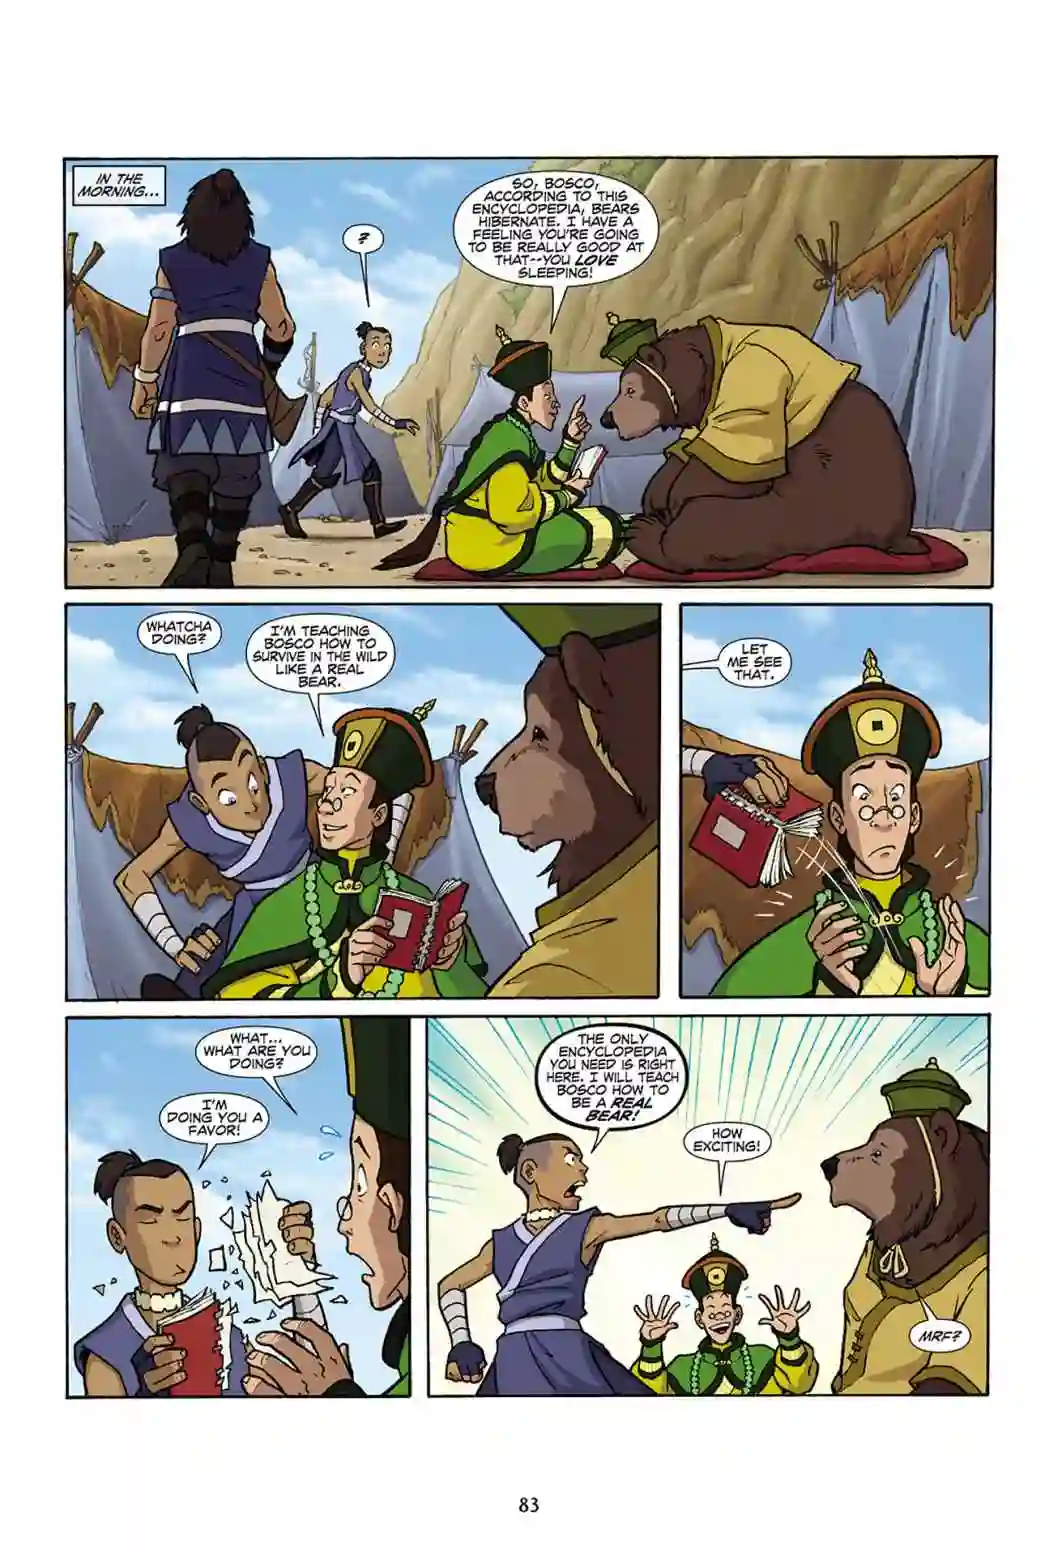 IN THE
MORNING...
?
SO, BOSCO,
ACCORDING TO THIS
ENCYCLOPEDIA, BEARS
HIBERNATE. I HAVE A
FEELING YOU'RE GOING
TO BE REALLY GOOD AT
THAT--YOU LOVE
SLEEPING!
WHATCHA
DOING?
I'M TEACHING
BOSCO HOW TO
SURVIVE IN THE WILD
LIKE A REAL
BEAR.
LET
ME SEE
THAT.
WHAT...
WHAT ARE YOU
DOING?
I'M
DOING YOU A
FAVOR!
THE ONLY
ENCYCLOPEDIA
YOU NEED IS RIGHT
HERE. I WILL TEACH
BOSCO HOW TO
BE A REAL
BEAR!
HOW
EXCITING!
MRF?
83